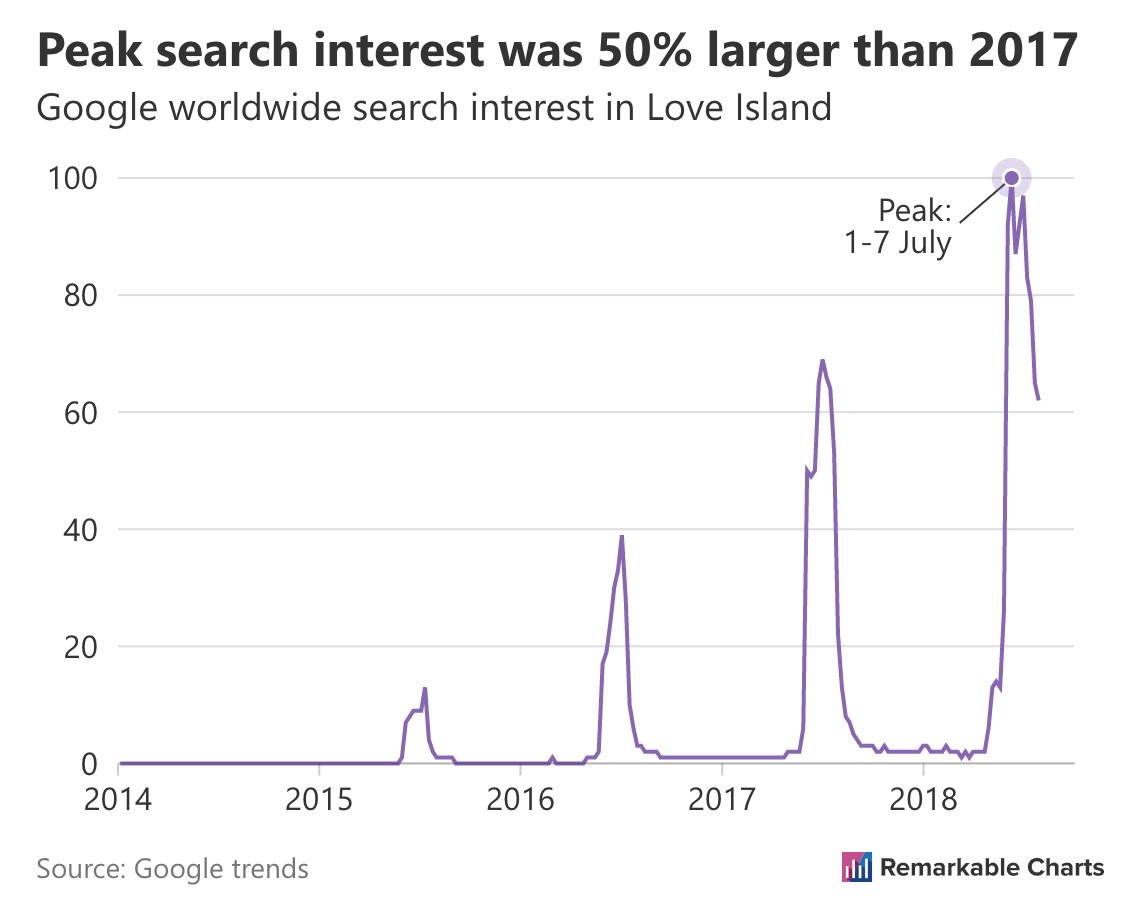 Peak search interest was 50% larger than 2017
Google worldwide search interest in Love Island
100
Peak:
1-7 July
80
60
40
20
0
2014 2015 2016 2017 2018
Source: Google trends
Remarkable Charts